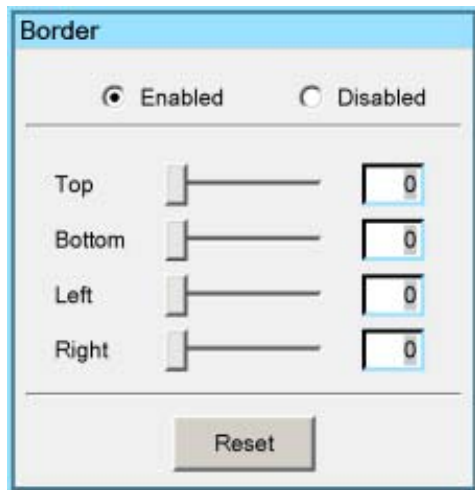 Border
Enabled Disabled
Top 0
Bottom 0
Left 0
Right 0
Reset